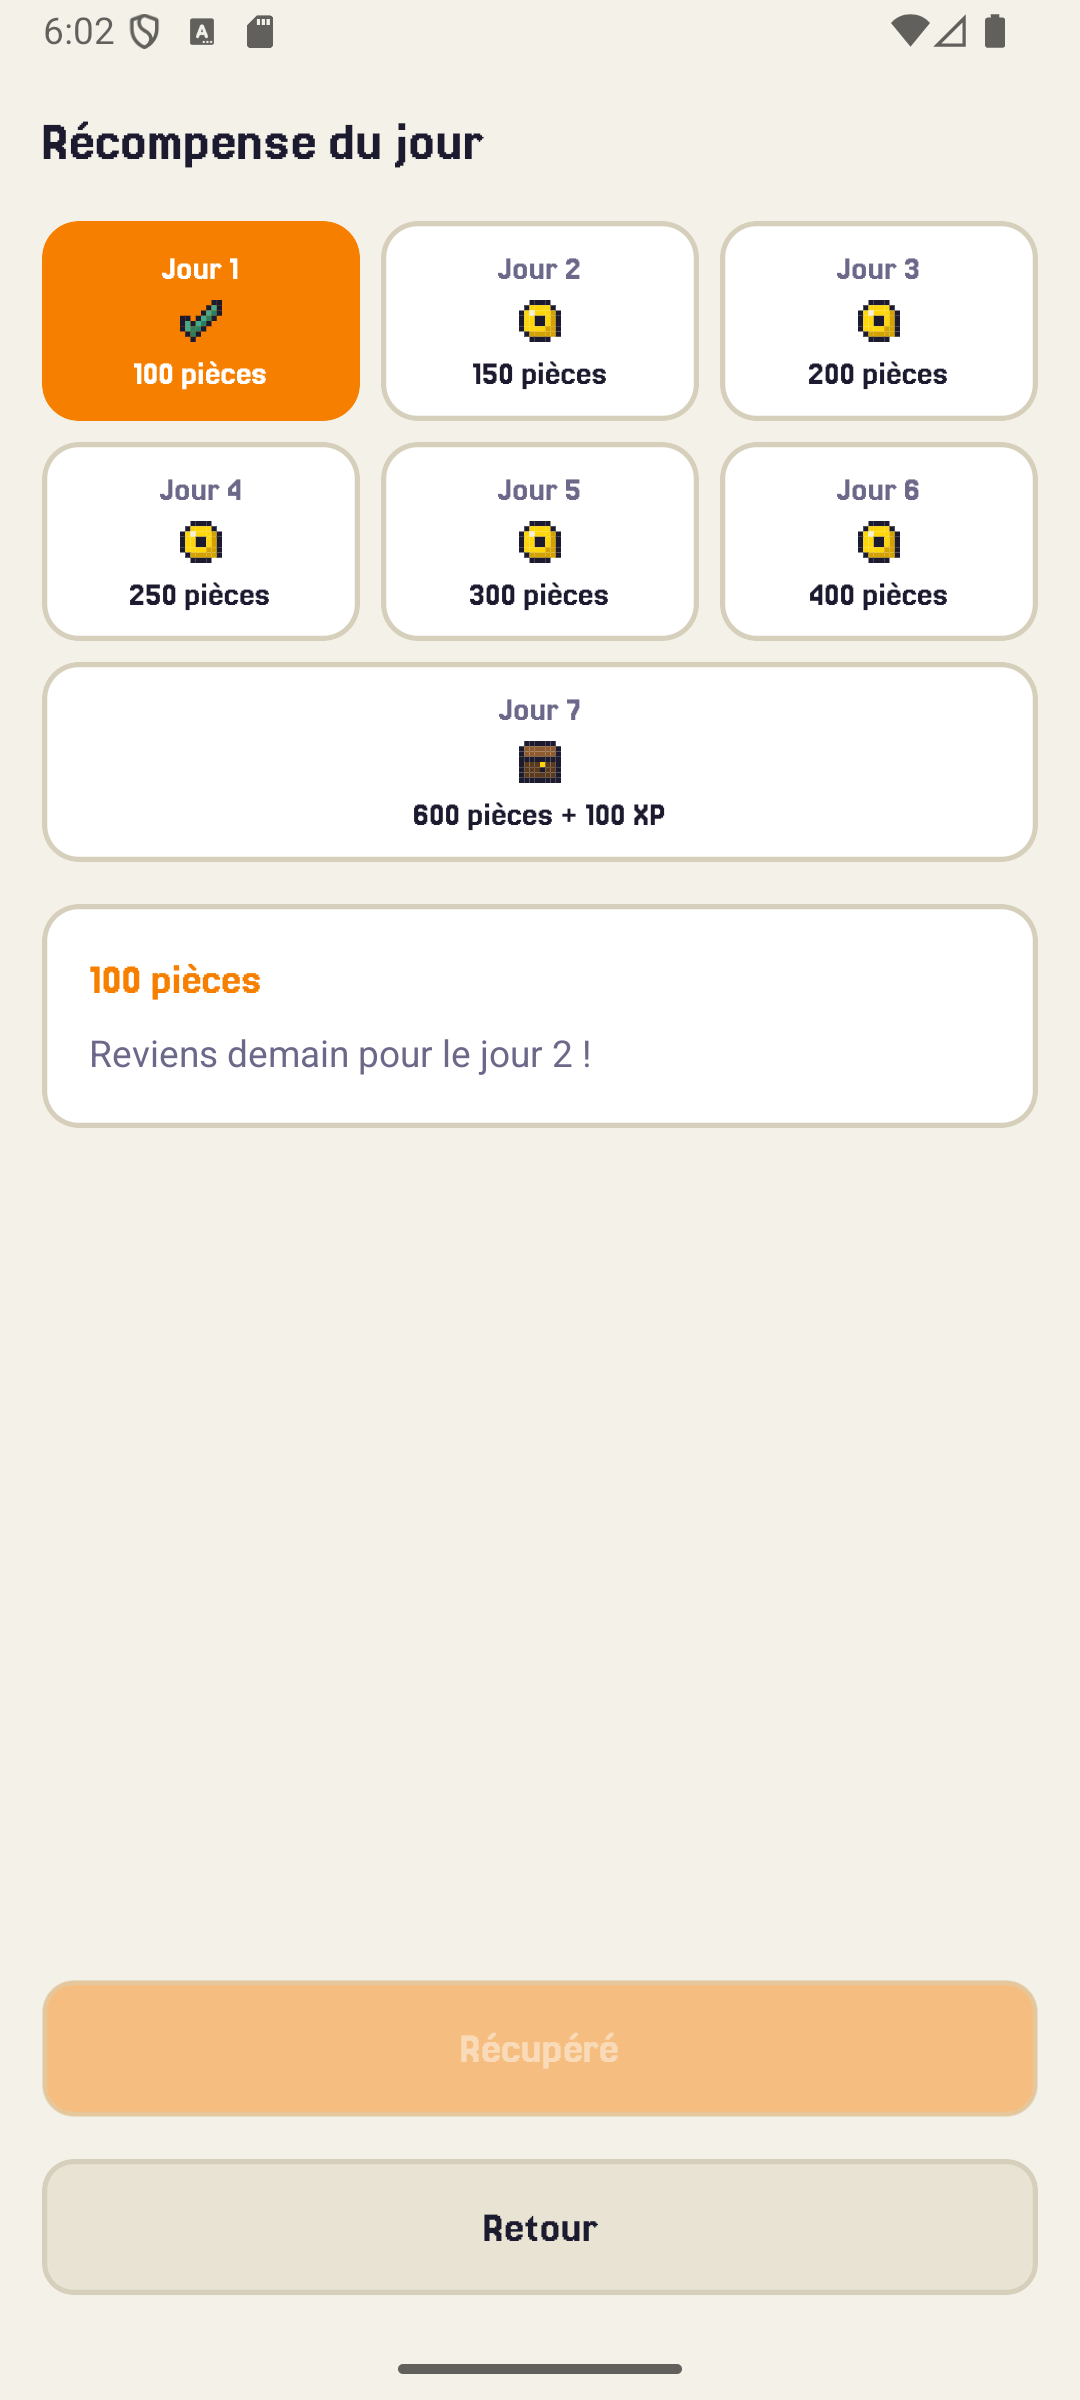 6:02
Récompense du jour
Jour 1
100 pièces
Jour 2
150 pièces
Jour 3
200 pièces
Jour 4
250 pièces
Jour 5
300 pièces
Jour 6
400 pièces
Jour 7
600 pièces + 100 XP
100 pièces
Reviens demain pour le jour 2 !
Récupéré
Retour